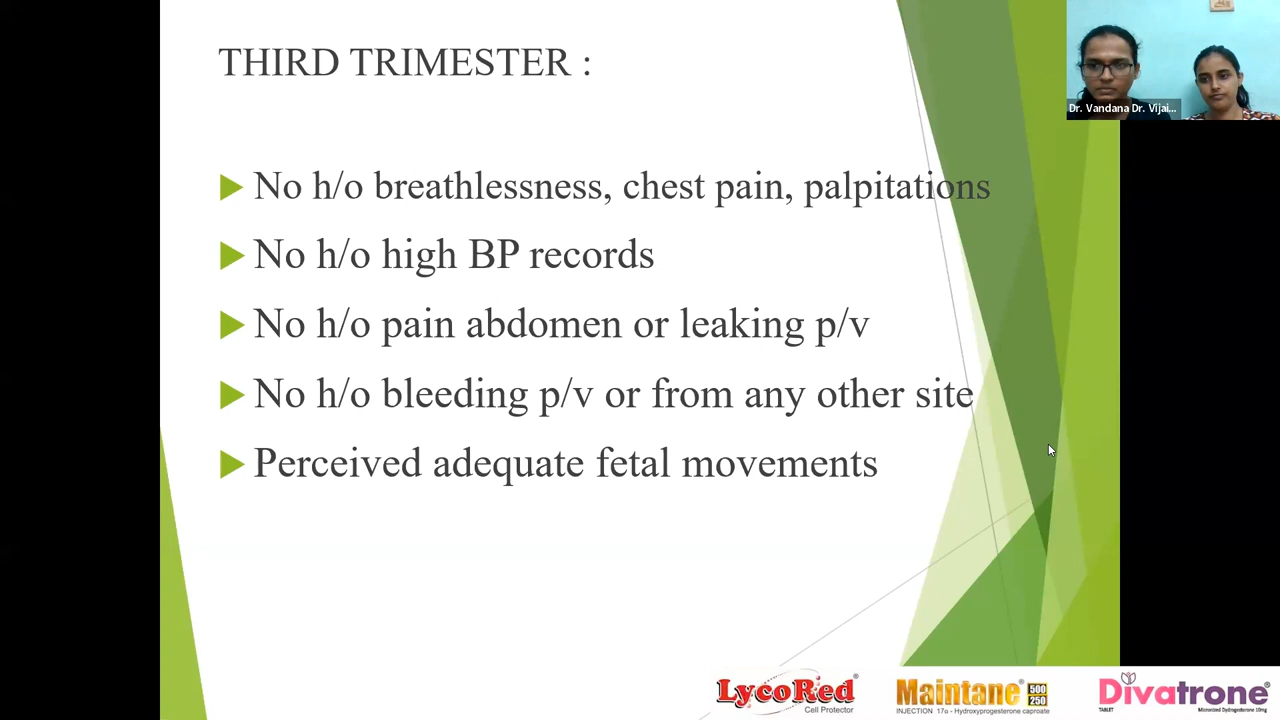 THIRD TRIMESTER :
Dr. Vandana Dr. Vijai...
No h/o breathlessness, chest pain, palpitations
No h/o high BP records
No h/o pain abdomen or leaking p/v
No h/o bleeding p/v or from any other site
Perceived adequate fetal movements
LycoRed®
Cell Protector
Maintane® 500 250
INJECTION 17α - Hydroxyprogesterone caproate
Divatrone®
TABLET Micronized Dydrogesterone 10mg